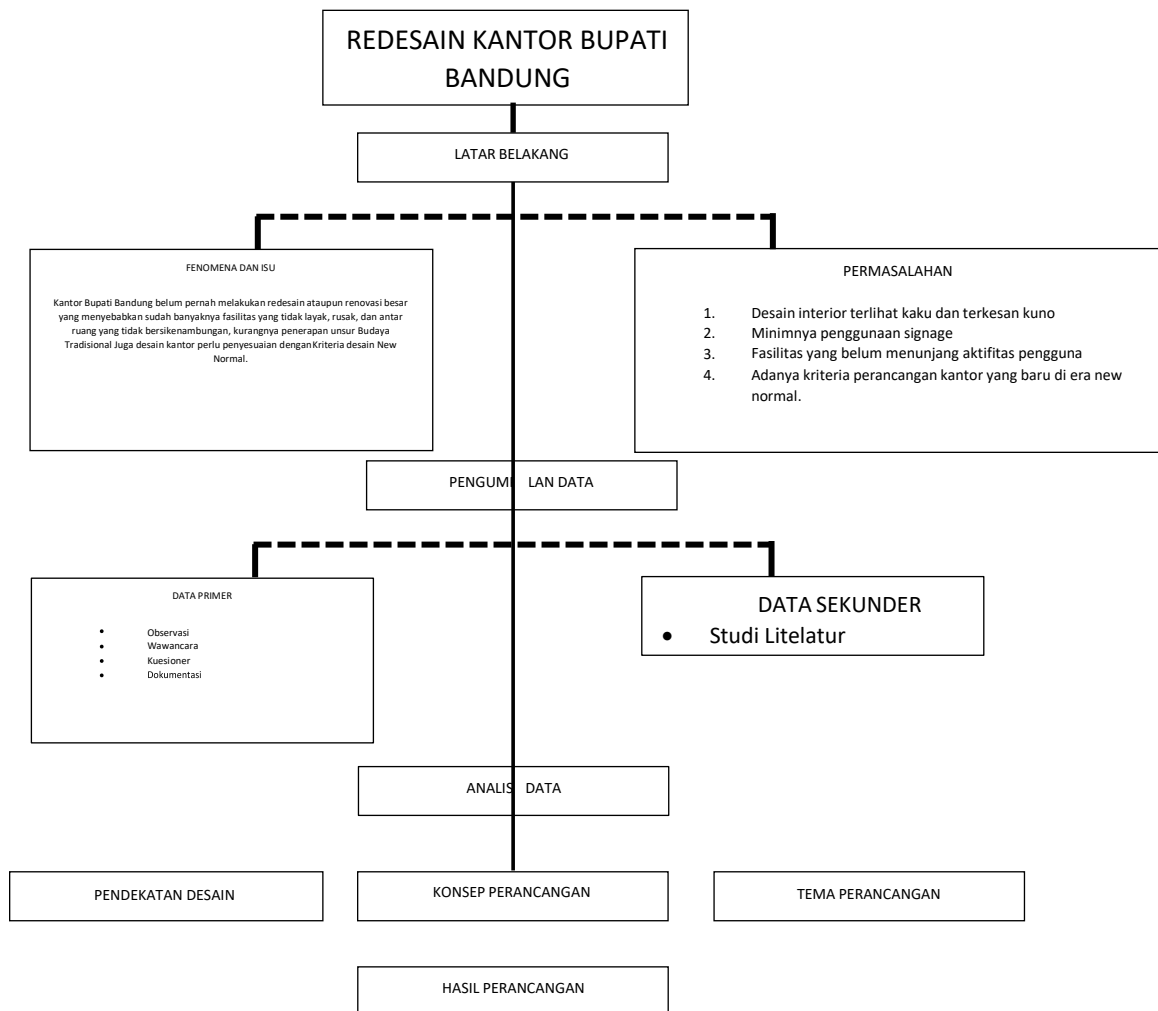 REDESAIN KANTOR BUPATI
BANDUNG
LATAR BELAKANG
FENOMENA DAN ISU
Kantor Bupati Bandung belum pernah melakukan redesain ataupun renovasi besar
yang menyebabkan sudah banyaknya fasilitas yang tidak layak, rusak, dan antar
ruang yang tidak bersikenambungan, kurangnya penerapan unsur Budaya
Tradisional Juga desain kantor perlu penyesuaian denganKriteria desain New
Normal.
PERMASALAHAN
1. Desain interior terlihat kaku dan terkesan kuno
2. Minimnya penggunaan signage
3. Fasilitas yang belum menunjang aktifitas pengguna
4. Adanya kriteria perancangan kantor yang baru di era new
normal.
PENGUMPULAN DATA
DATA PRIMER
• Observasi
• Wawancara
• Kuesioner
• Dokumentasi
DATA SEKUNDER
• Studi Litelatur
ANALIS DATA
PENDEKATAN DESAIN
KONSEP PERANCANGAN
TEMA PERANCANGAN
HASIL PERANCANGAN